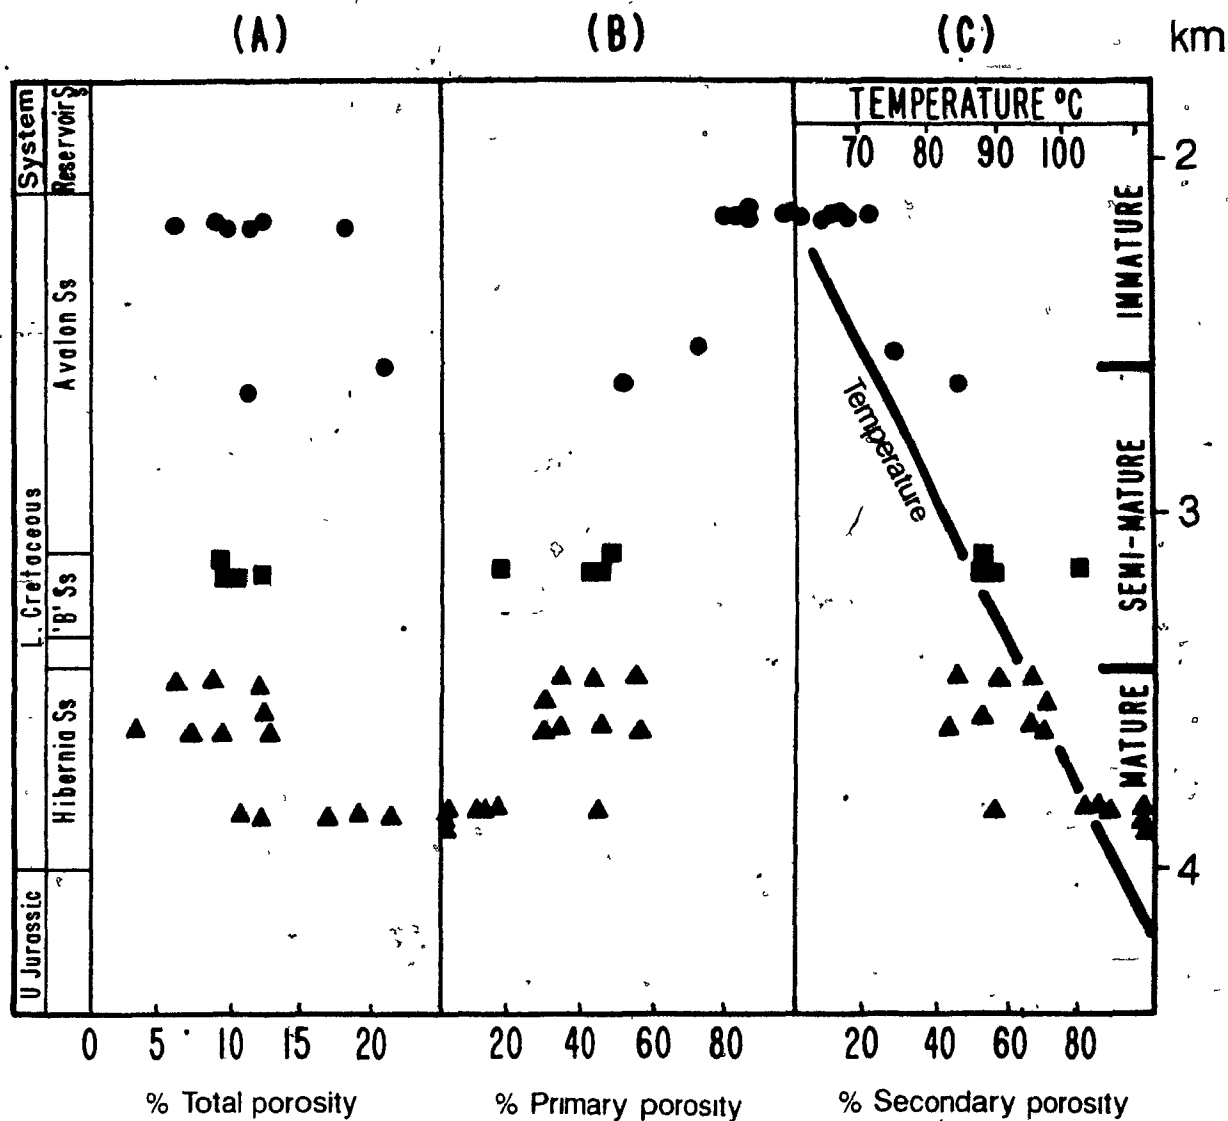 (A) (B) (C) km
System
Reservoir Ss
TEMPERATURE °C
70 80 90 100
2
L. Cretaceous
Avalon Ss
IMMATURE
Temperature
3
SEMI-MATURE
'B' Ss
Hibernia Ss
MATURE
4
U Jurassic
0 5 10 15 20
20 40 60 80
20 40 60 80
% Total porosity
% Primary porosity
% Secondary porosity